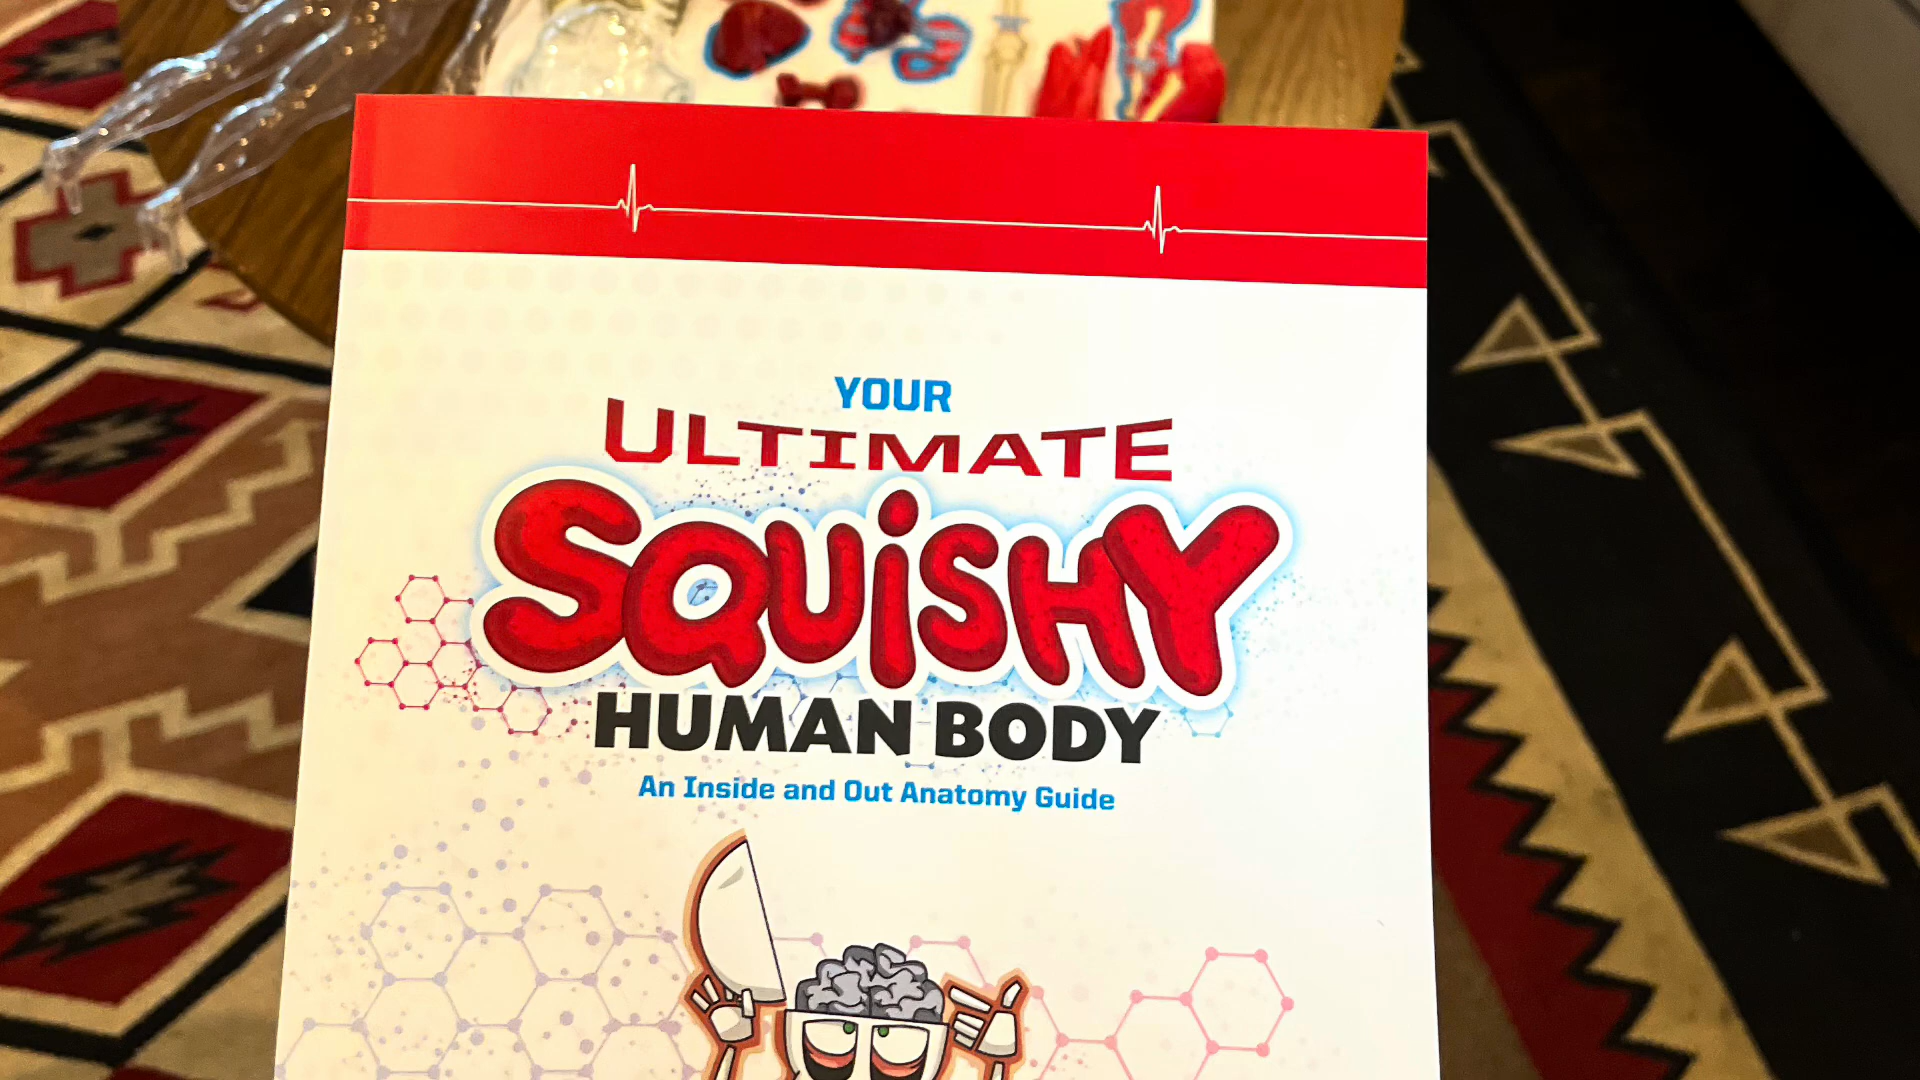 YOUR
ULTIMATE
SQUiSHY
HUMAN BODY
An Inside and Out Anatomy Guide